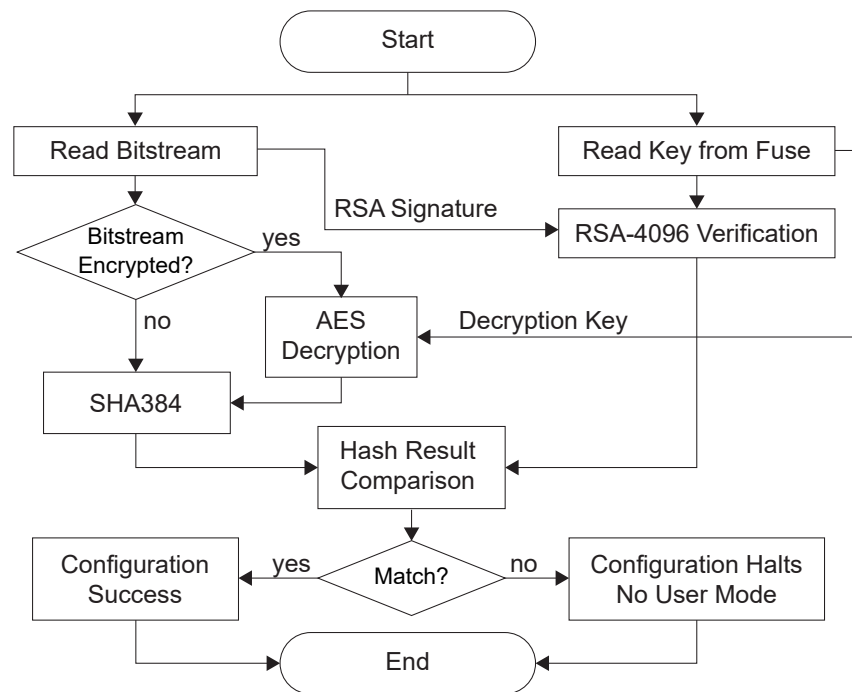 Start
Read Bitstream
Read Key from Fuse
RSA Signature
RSA-4096 Verification
Bitstream
Encrypted?
yes
no
AES
Decryption
Decryption Key
SHA384
Hash Result
Comparison
Configuration
Success
yes
Match?
no
Configuration Halts
No User Mode
End